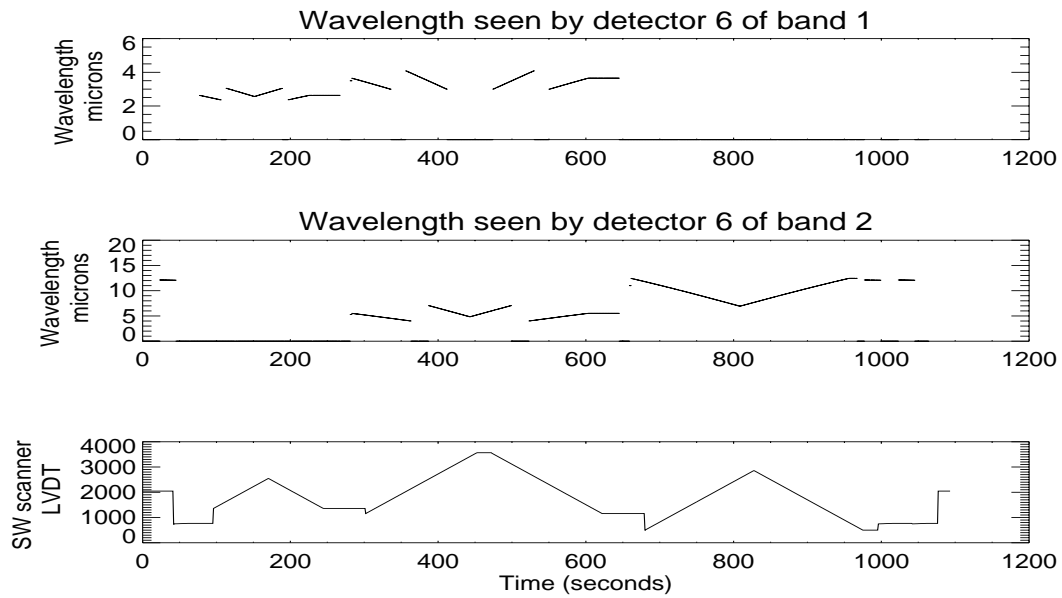 Wavelength seen by detector 6 of band 1
Wavelength
microns
6
4
2
0
0 200 400 600 800 1000 1200
Wavelength seen by detector 6 of band 2
Wavelength
microns
20
15
10
5
0
0 200 400 600 800 1000 1200
SW scanner
LVDT
4000
3000
2000
1000
0
0 200 400 600 800 1000 1200
Time (seconds)